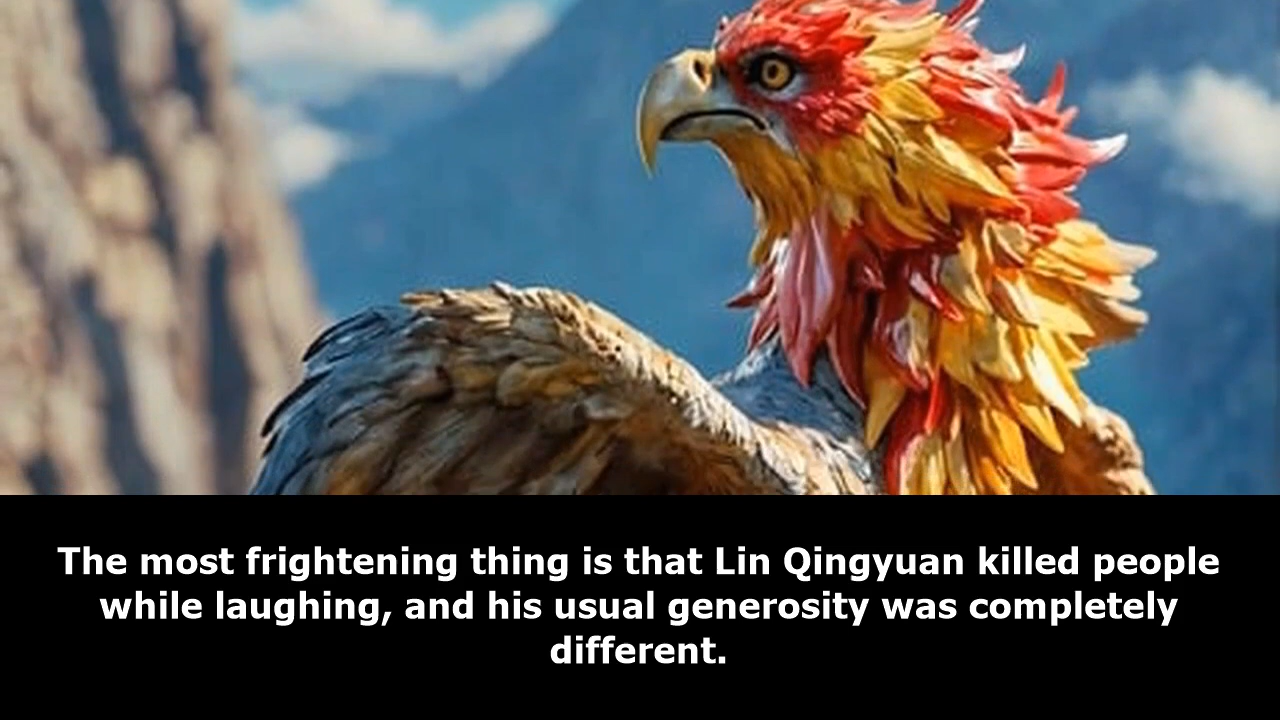 The most frightening thing is that Lin Qingyuan killed people
while laughing, and his usual generosity was completely
different.